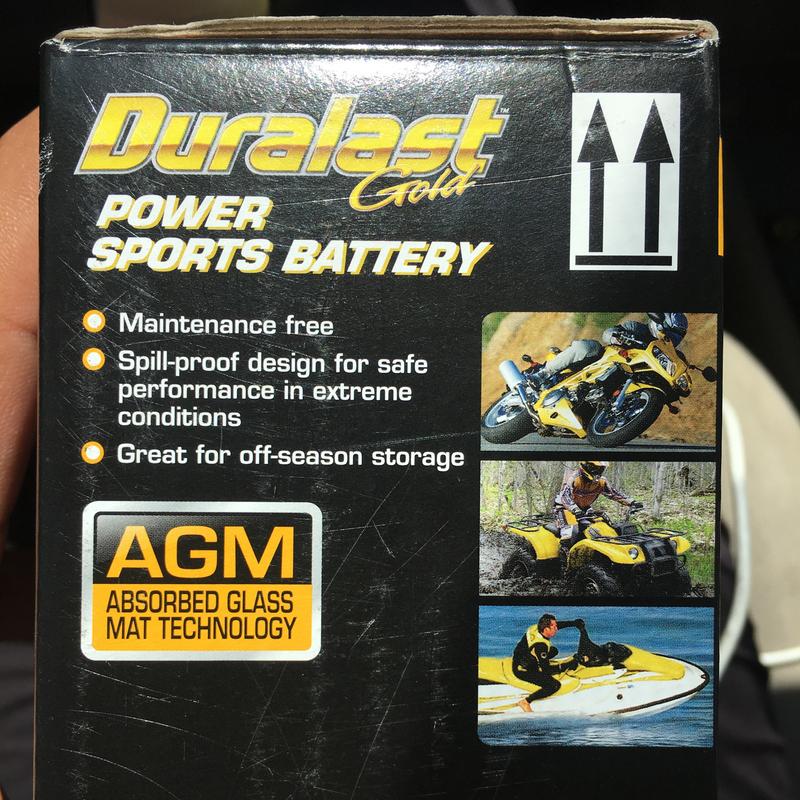 Duralast™
Gold
POWER
SPORTS BATTERY
Maintenance free
Spill-proof design for safe
performance in extreme
conditions
Great for off-season storage
AGM
ABSORBED GLASS
MAT TECHNOLOGY